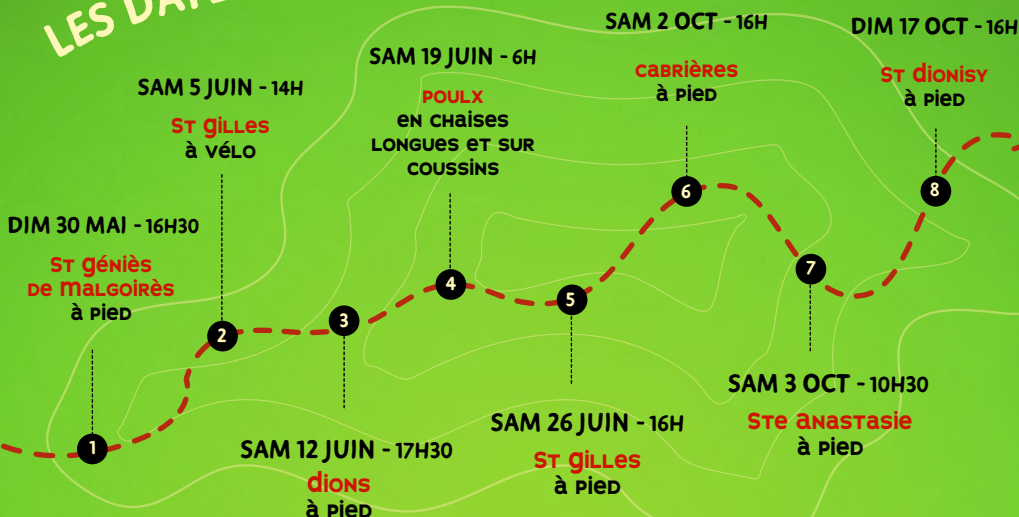 LES DATES
DIM 30 MAI - 16H30
ST géniès
DE MALGOIRÈS
à PIED
1
SAM 5 JUIN - 14H
ST gilles
à vélo
2
3
SAM 12 JUIN - 17H30
dions
à PIED
SAM 19 JUIN - 6H
POULX
EN CHAISES
LONGUES ET SUR
COUSSINS
4
5
SAM 26 JUIN - 16H
ST gilles
à PIED
SAM 2 OCT - 16H
cabrières
à PIED
6
7
SAM 3 OCT - 10H30
STE anastasie
à PIED
DIM 17 OCT - 16H
ST dionisy
à PIED
8